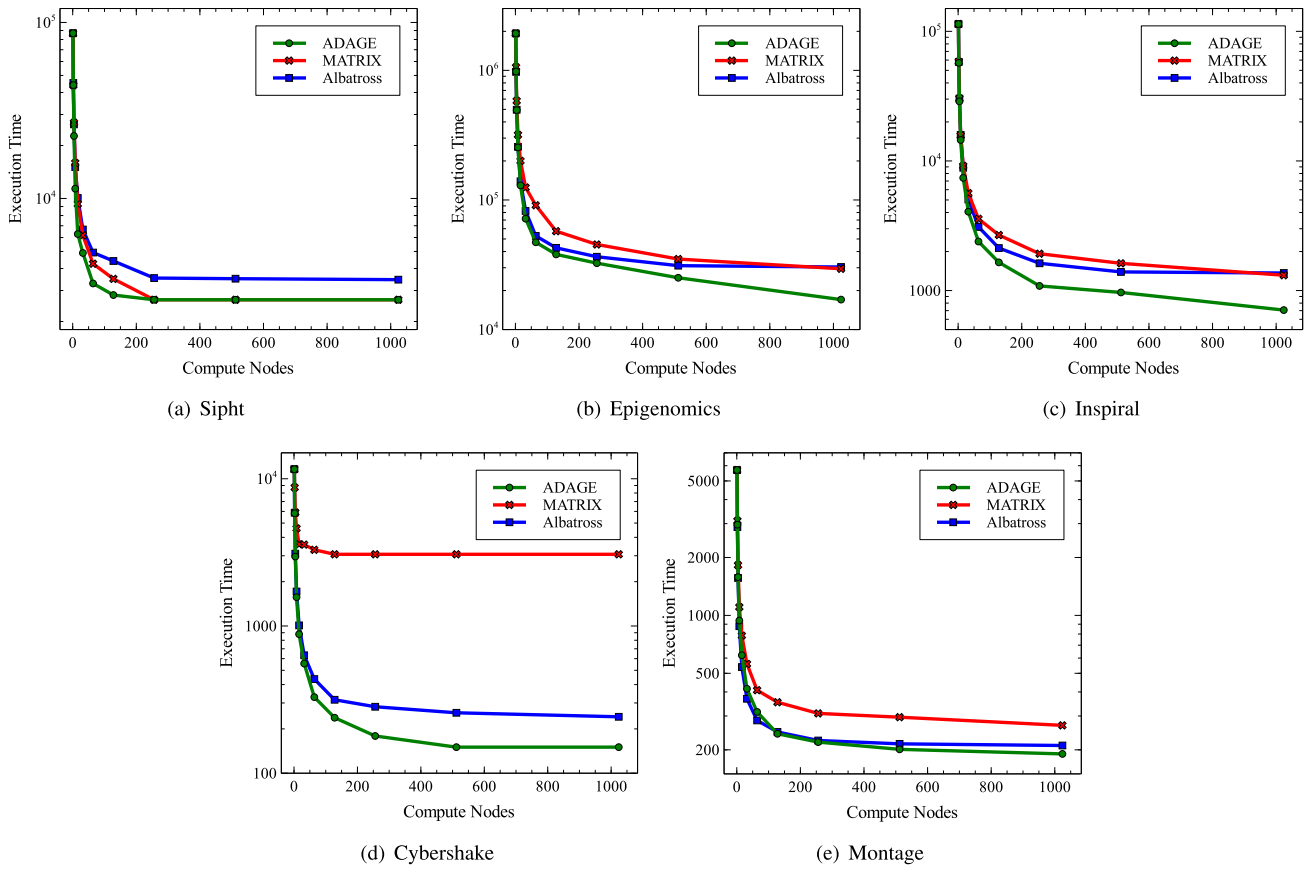 10^5
10^4
Execution Time
0 200 400 600 800 1000
Compute Nodes
ADAGE
MATRIX
Albatross
(a) Sipht
10^6
10^5
10^4
Execution Time
0 200 400 600 800 1000
Compute Nodes
ADAGE
MATRIX
Albatross
(b) Epigenomics
10^5
10^4
1000
Execution Time
0 200 400 600 800 1000
Compute Nodes
ADAGE
MATRIX
Albatross
(c) Inspiral
10^4
1000
100
Execution Time
0 200 400 600 800 1000
Compute Nodes
ADAGE
MATRIX
Albatross
(d) Cybershake
5000
2000
1000
500
200
Execution Time
0 200 400 600 800 1000
Compute Nodes
ADAGE
MATRIX
Albatross
(e) Montage